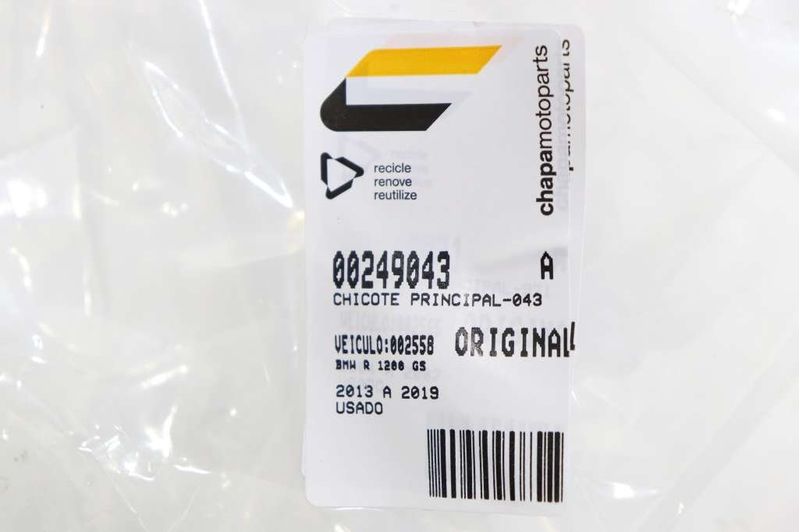 chapamotoparts
recicle
renove
reutilize
00249043 A
CHICOTE PRINCIPAL-043
VEICULO:002558 ORIGINAL
BMW R 1200 GS
2013 A 2019
USADO